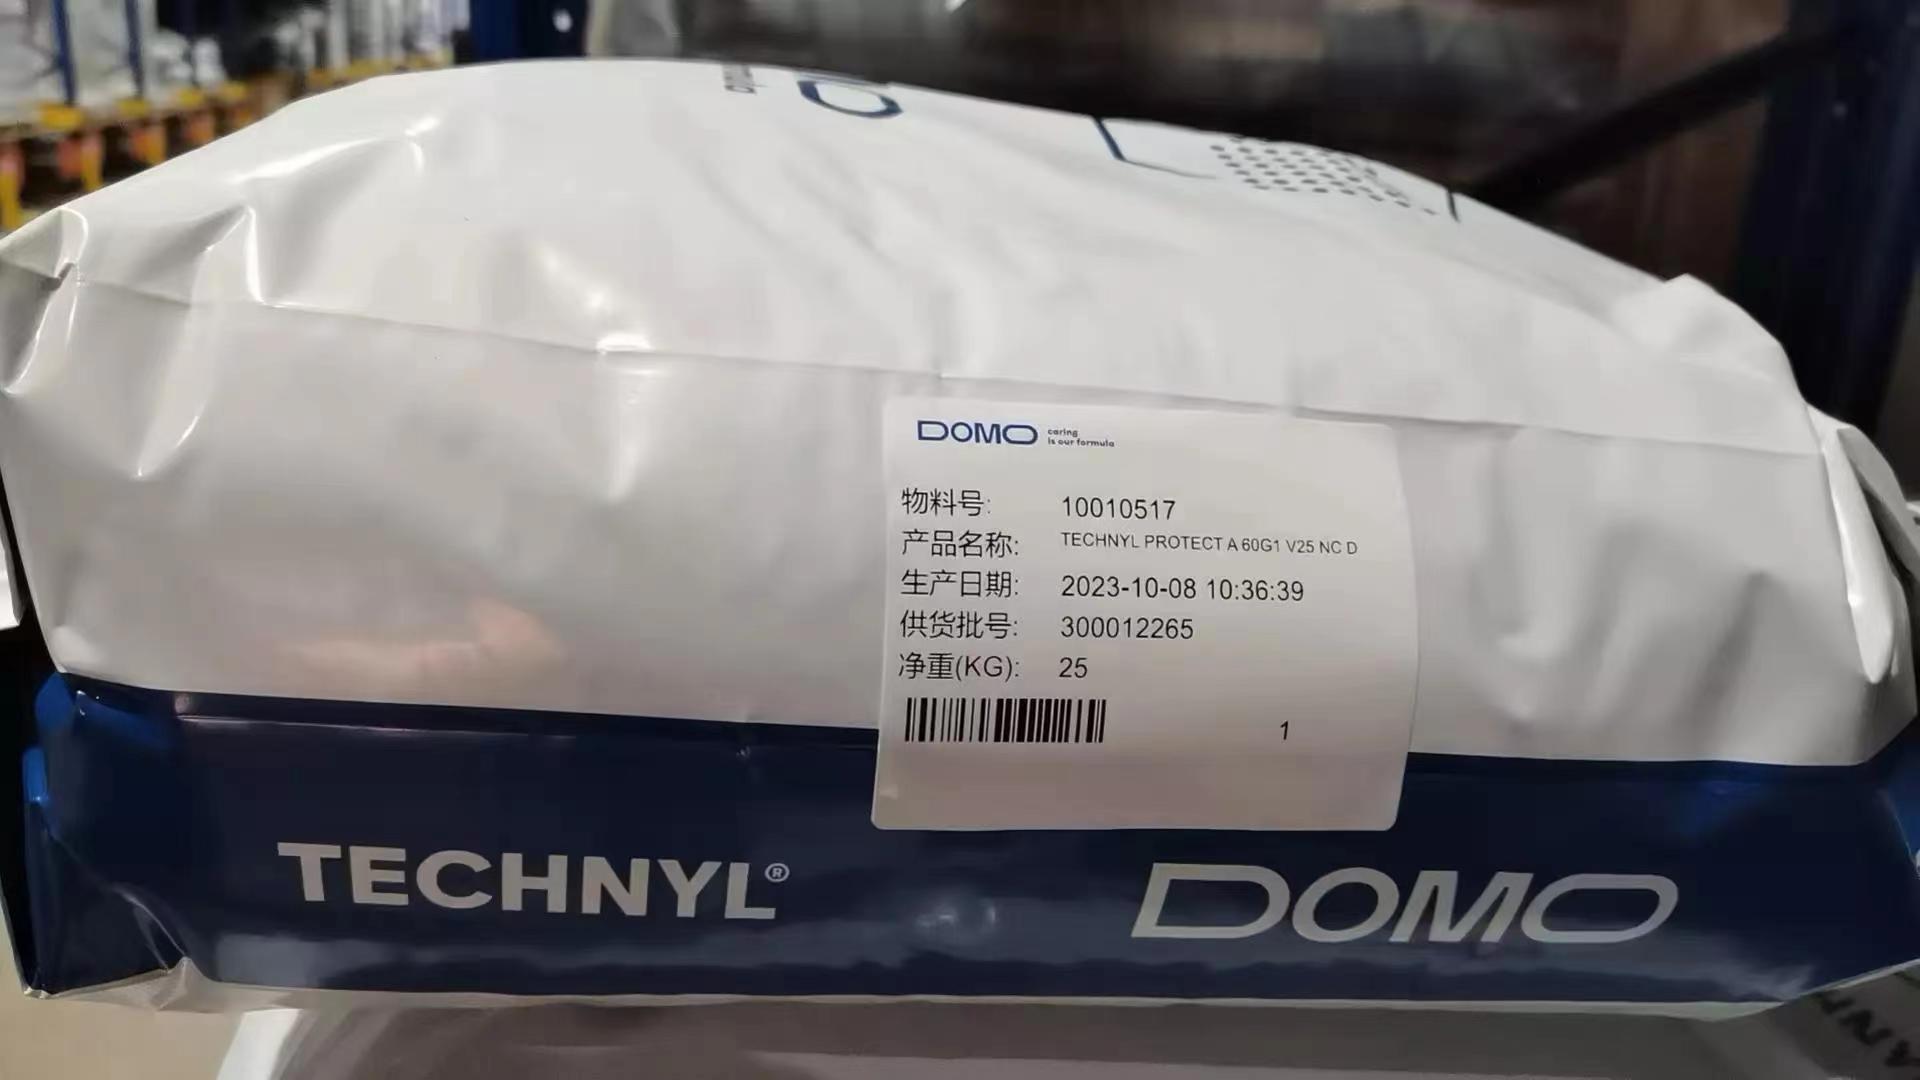 DOMO caring
is our formula
物料号: 10010517
产品名称: TECHNYL PROTECT A 60G1 V25 NC D
生产日期: 2023-10-08 10:36:39
供货批号: 300012265
净重(KG): 25
1
TECHNYL® DOMO